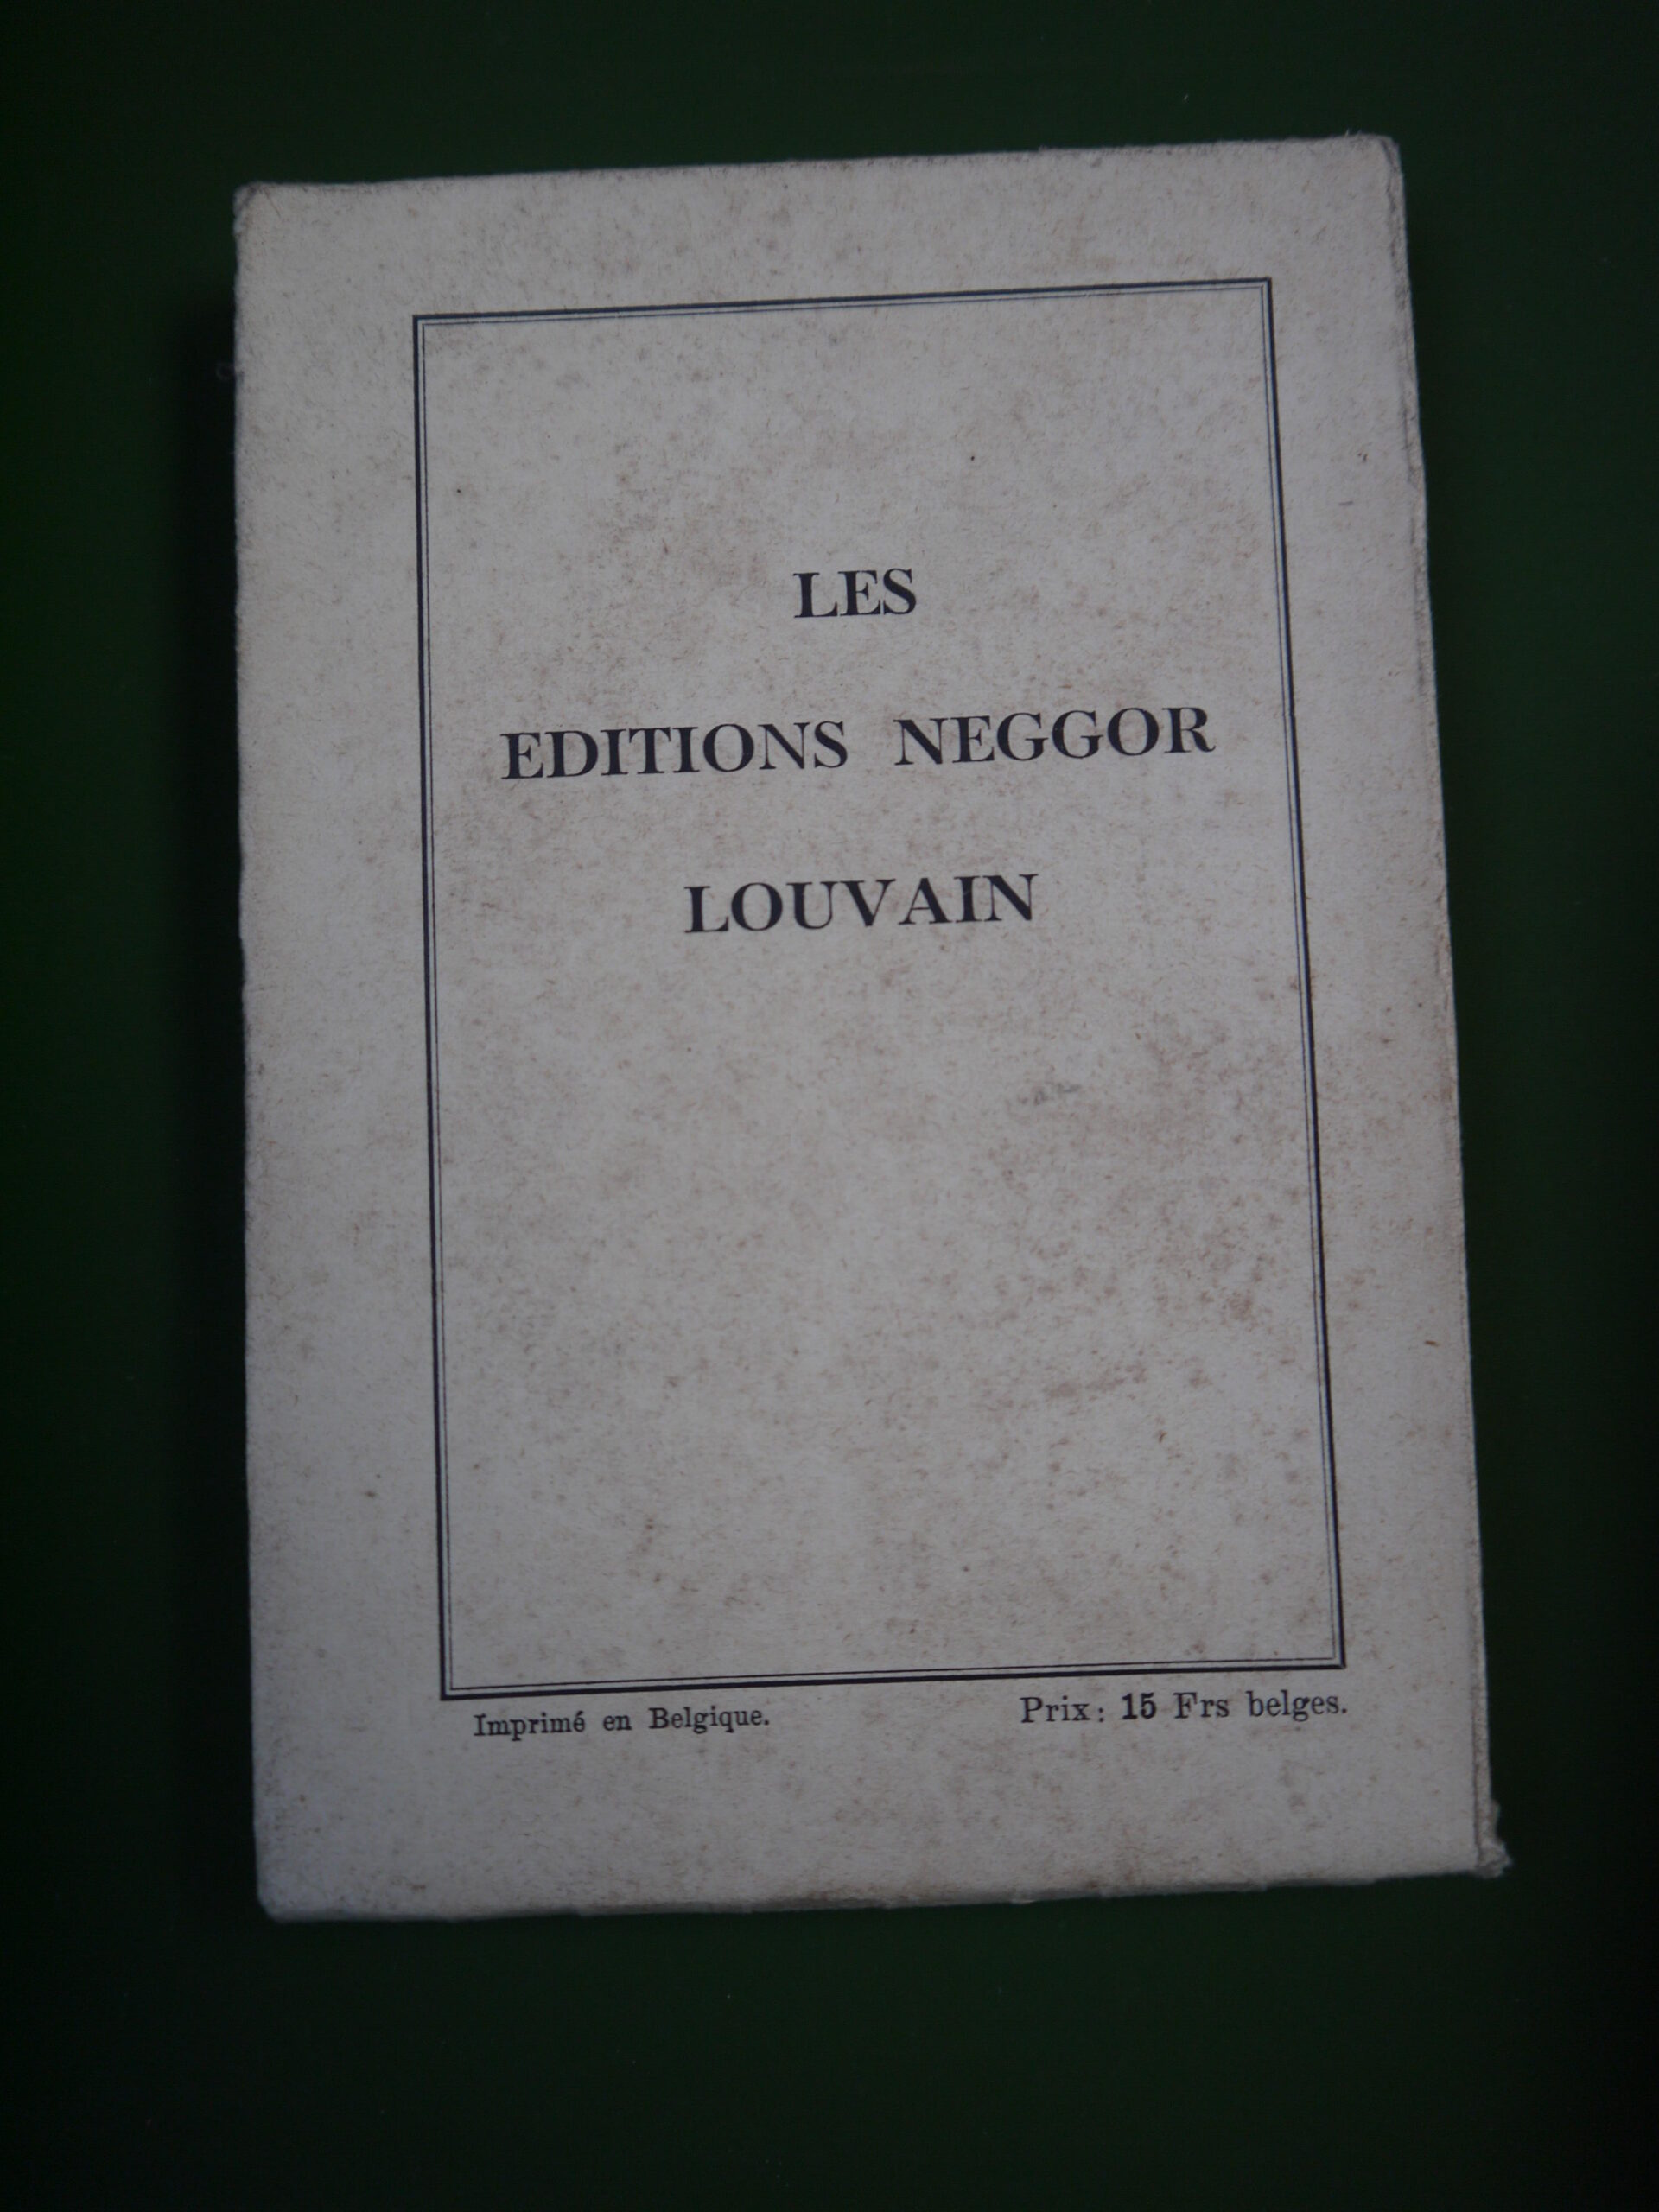 LES
EDITIONS NEGGOR
LOUVAIN
Imprimé en Belgique.
Prix: 15 Frs belges.